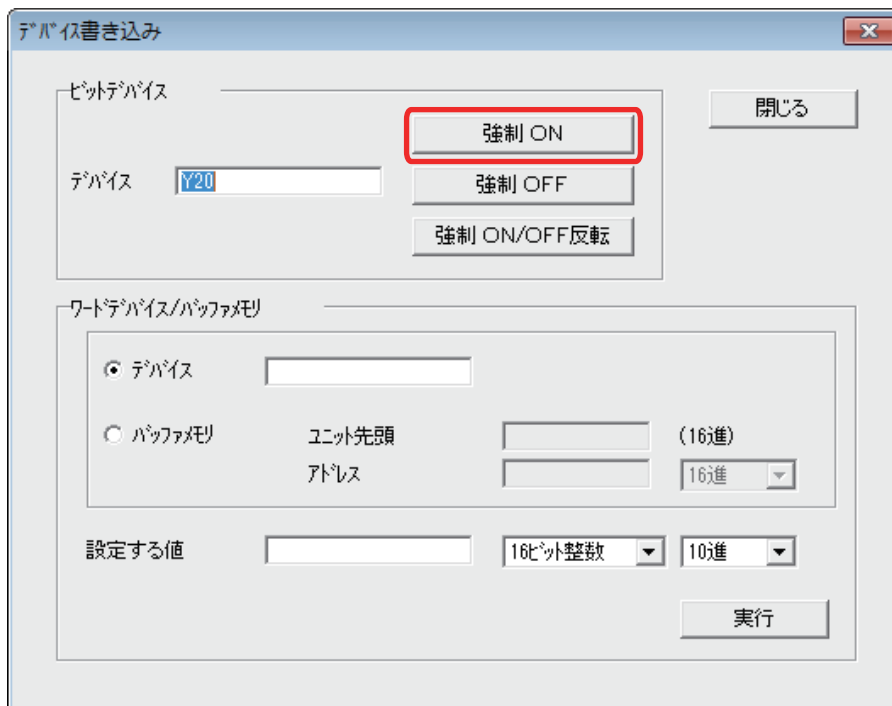 ﾃﾞﾊﾞｲｽ書き込み
ﾋﾞｯﾄﾃﾞﾊﾞｲｽ
閉じる
強制 ON
ﾃﾞﾊﾞｲｽ Y20
強制 OFF
強制 ON/OFF反転
ﾜｰﾄﾞﾃﾞﾊﾞｲｽ/ﾊﾞｯﾌｧﾒﾓﾘ
ﾃﾞﾊﾞｲｽ
ﾊﾞｯﾌｧﾒﾓﾘ ﾕﾆｯﾄ先頭 (16進)
ｱﾄﾞﾚｽ 16進
設定する値 16ﾋﾞｯﾄ整数 10進
実行